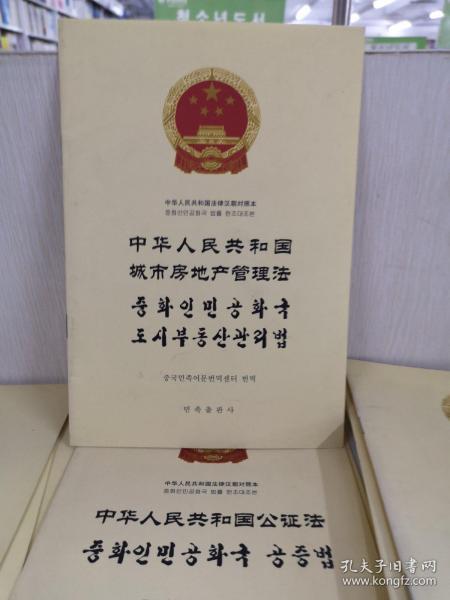 청소년도서
中华人民共和国法律汉朝对照本
중화인민공화국 법률 한조대조본
中华人民共和国
城市房地产管理法
중화인민공화국
도시부동산관리법
중국민족어문번역센터 번역
민족출판사
中华人民共和国法律汉朝对照本
중화인민공화국 법률 한조대조본
中华人民共和国公证法
중화인민공화국 공증법
孔夫子旧书网
www.kongfz.com